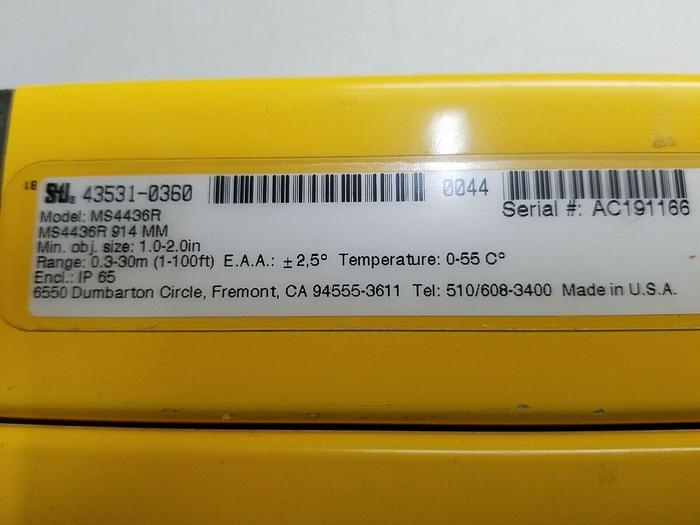 18
STI. 43531-0360 0044
Serial #: AC191166
Model: MS4436R
MS4436R 914 MM
Min. obj. size: 1.0-2.0in
Range: 0.3-30m (1-100ft) E.A.A.: ±2,5° Temperature: 0-55 C°
Encl.: IP 65
6550 Dumbarton Circle, Fremont, CA 94555-3611 Tel: 510/608-3400 Made in U.S.A.